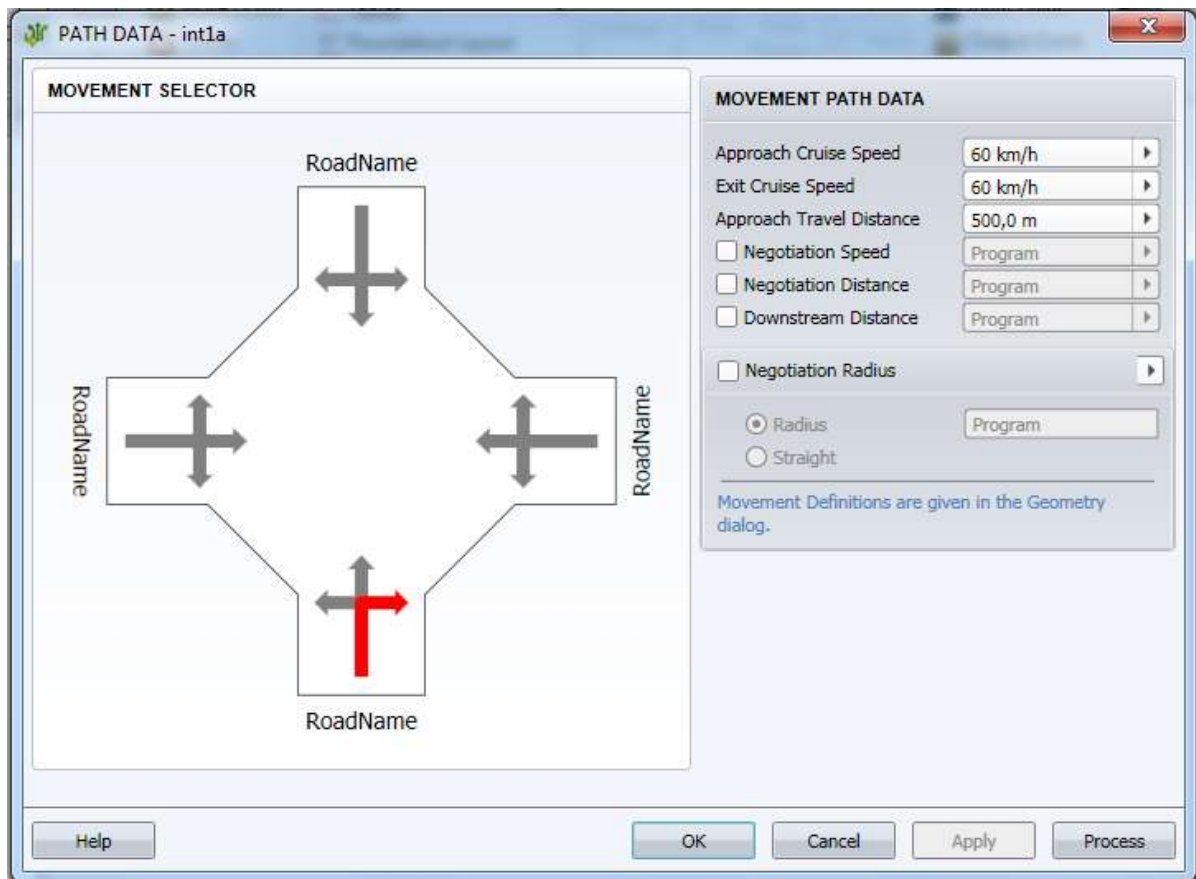 PATH DATA - int1a
MOVEMENT SELECTOR
RoadName
RoadName
RoadName
RoadName
MOVEMENT PATH DATA
Approach Cruise Speed 60 km/h
Exit Cruise Speed 60 km/h
Approach Travel Distance 500,0 m
Negotiation Speed Program
Negotiation Distance Program
Downstream Distance Program
Negotiation Radius
Radius Program
Straight
Movement Definitions are given in the Geometry
dialog.
Help OK Cancel Apply Process